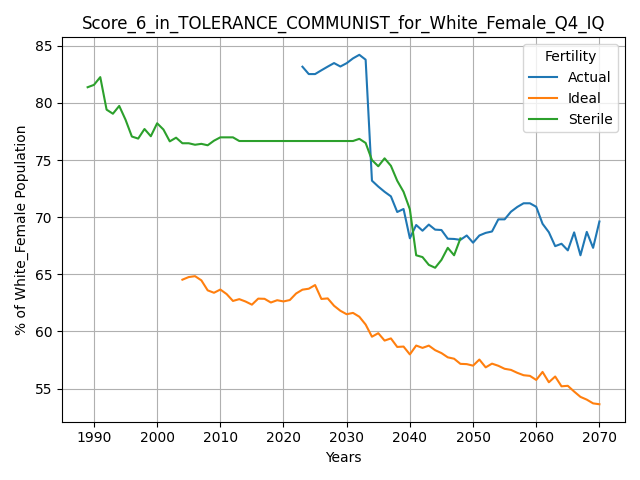 Score_6_in_TOLERANCE_COMMUNIST_for_White_Female_Q4_IQ
Fertility
Actual
Ideal
Sterile
% of White_Female Population
85
80
75
70
65
60
55
1990 2000 2010 2020 2030 2040 2050 2060 2070
Years